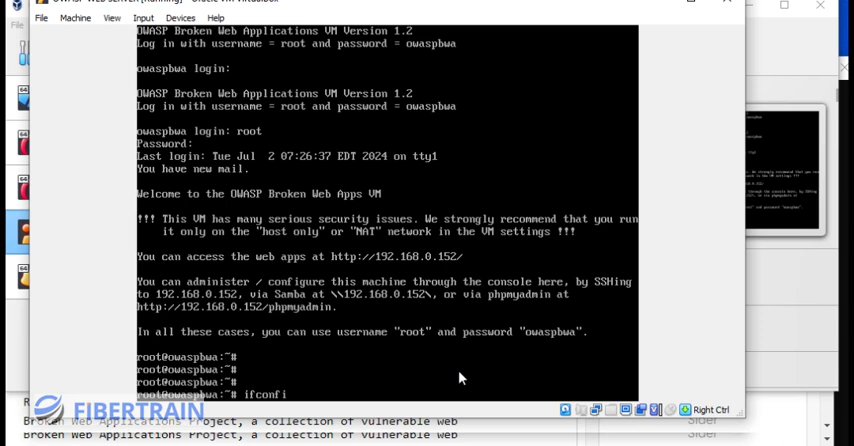 File Machine View Input Devices Help
OWASP Broken Web Applications VM Version 1.2
Log in with username = root and password = owaspbwa
owaspbwa login:
OWASP Broken Web Applications VM Version 1.2
Log in with username = root and password = owaspbwa
owaspbwa login: root
Password:
Last login: Tue Jul 2 07:26:37 EDT 2024 on tty1
You have new mail.
Welcome to the OWASP Broken Web Apps VM
!!! This VM has many serious security issues. We strongly recommend that you run
it only on the "host only" or "NAT" network in the VM settings !!!
You can access the web apps at http://192.168.0.152/
You can administer / configure this machine through the console here, by SSHing
to 192.168.0.152, via Samba at \\192.168.0.152\, or via phpmyadmin at
http://192.168.0.152/phpmyadmin.
In all these cases, you can use username "root" and password "owaspbwa".
root@owaspbwa:~#
root@owaspbwa:~#
root@owaspbwa:~#
root@owaspbwa:~# ifconfi
Right Ctrl
FIBERTRAIN
Broken Web Applications Project, a collection of vulnerable web
Broken Web Applications Project, a collection of vulnerable web